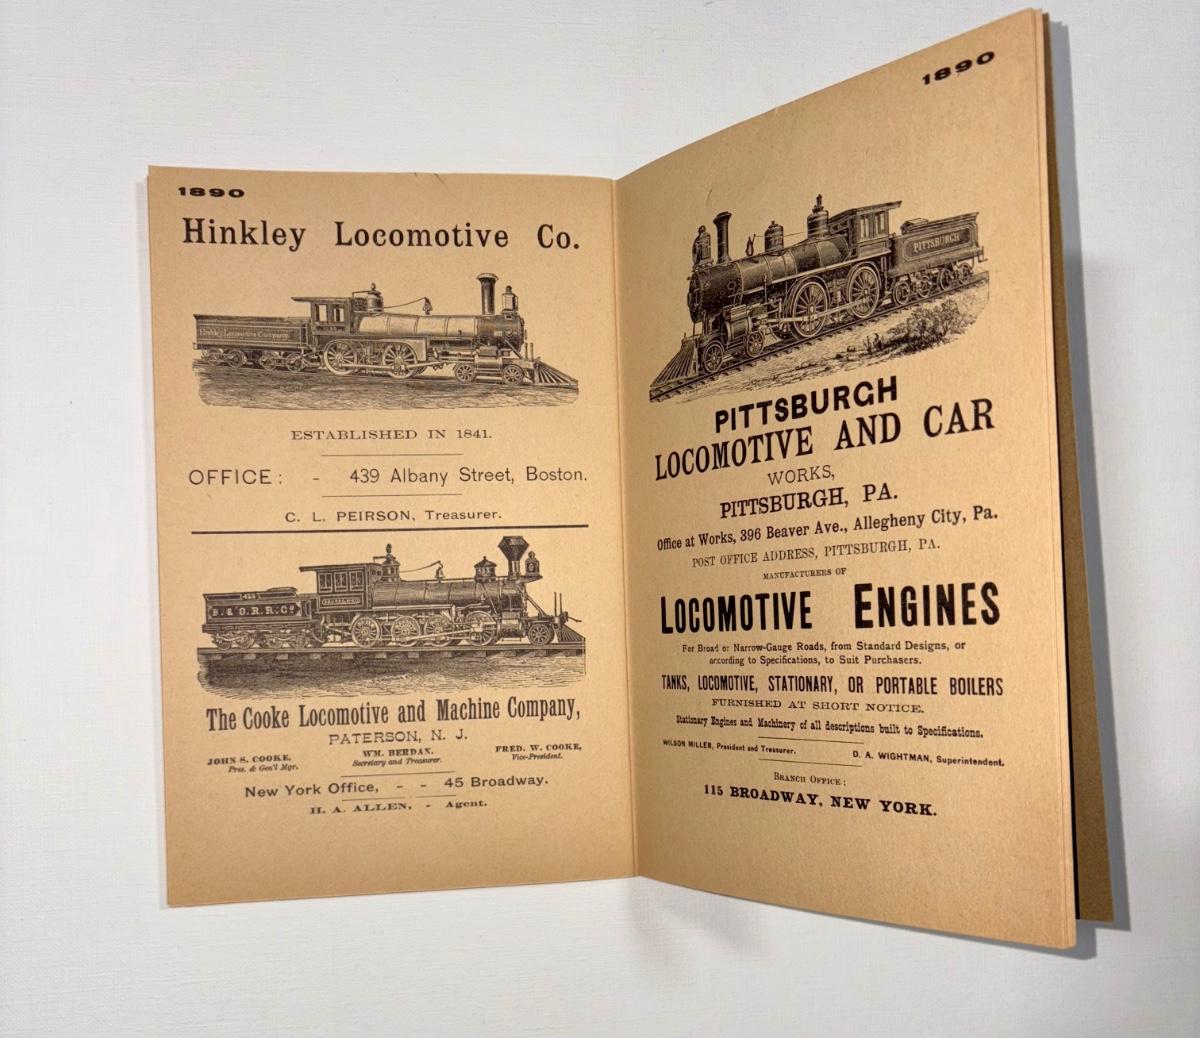 1890
Hinkley Locomotive Co.
Hinkley Locomotive Company
ESTABLISHED IN 1841.
OFFICE: - 439 Albany Street, Boston.
C. L. PEIRSON, Treasurer.
B. & O. R. R. Co
The Cooke Locomotive and Machine Company,
PATERSON, N. J.
JOHN S. COOKE,
Pres. & Gen'l Mgr.
WM. BERDAN,
Secretary and Treasurer.
FRED. W. COOKE,
Vice-President.
New York Office, - - 45 Broadway.
H. A. ALLEN, - Agent.
1890
PITTSBURGH
PITTSBURGH
LOCOMOTIVE AND CAR
WORKS,
PITTSBURGH, PA.
Office at Works, 396 Beaver Ave., Allegheny City, Pa.
POST OFFICE ADDRESS, PITTSBURGH, PA.
MANUFACTURERS OF
LOCOMOTIVE ENGINES
For Broad or Narrow-Gauge Roads, from Standard Designs, or
according to Specifications, to Suit Purchasers.
TANKS, LOCOMOTIVE, STATIONARY, OR PORTABLE BOILERS
FURNISHED AT SHORT NOTICE.
Stationary Engines and Machinery of all descriptions built to Specifications.
WILSON MILLER, President and Treasurer.
D. A. WIGHTMAN, Superintendent.
BRANCH OFFICE:
115 BROADWAY, NEW YORK.